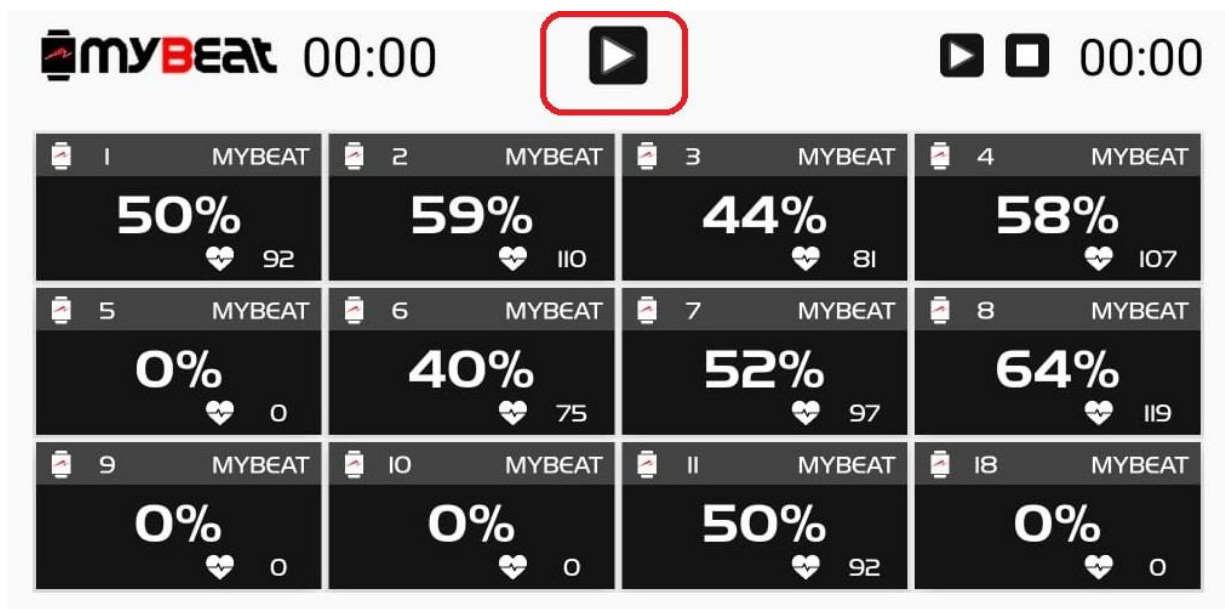 myBEAt 00:00 00:00
1 MYBEAT 2 MYBEAT 3 MYBEAT 4 MYBEAT
50% 59% 44% 58%
92 110 81 107
5 MYBEAT 6 MYBEAT 7 MYBEAT 8 MYBEAT
0% 40% 52% 64%
0 75 97 119
9 MYBEAT 10 MYBEAT 11 MYBEAT 18 MYBEAT
0% 0% 50% 0%
0 0 92 0